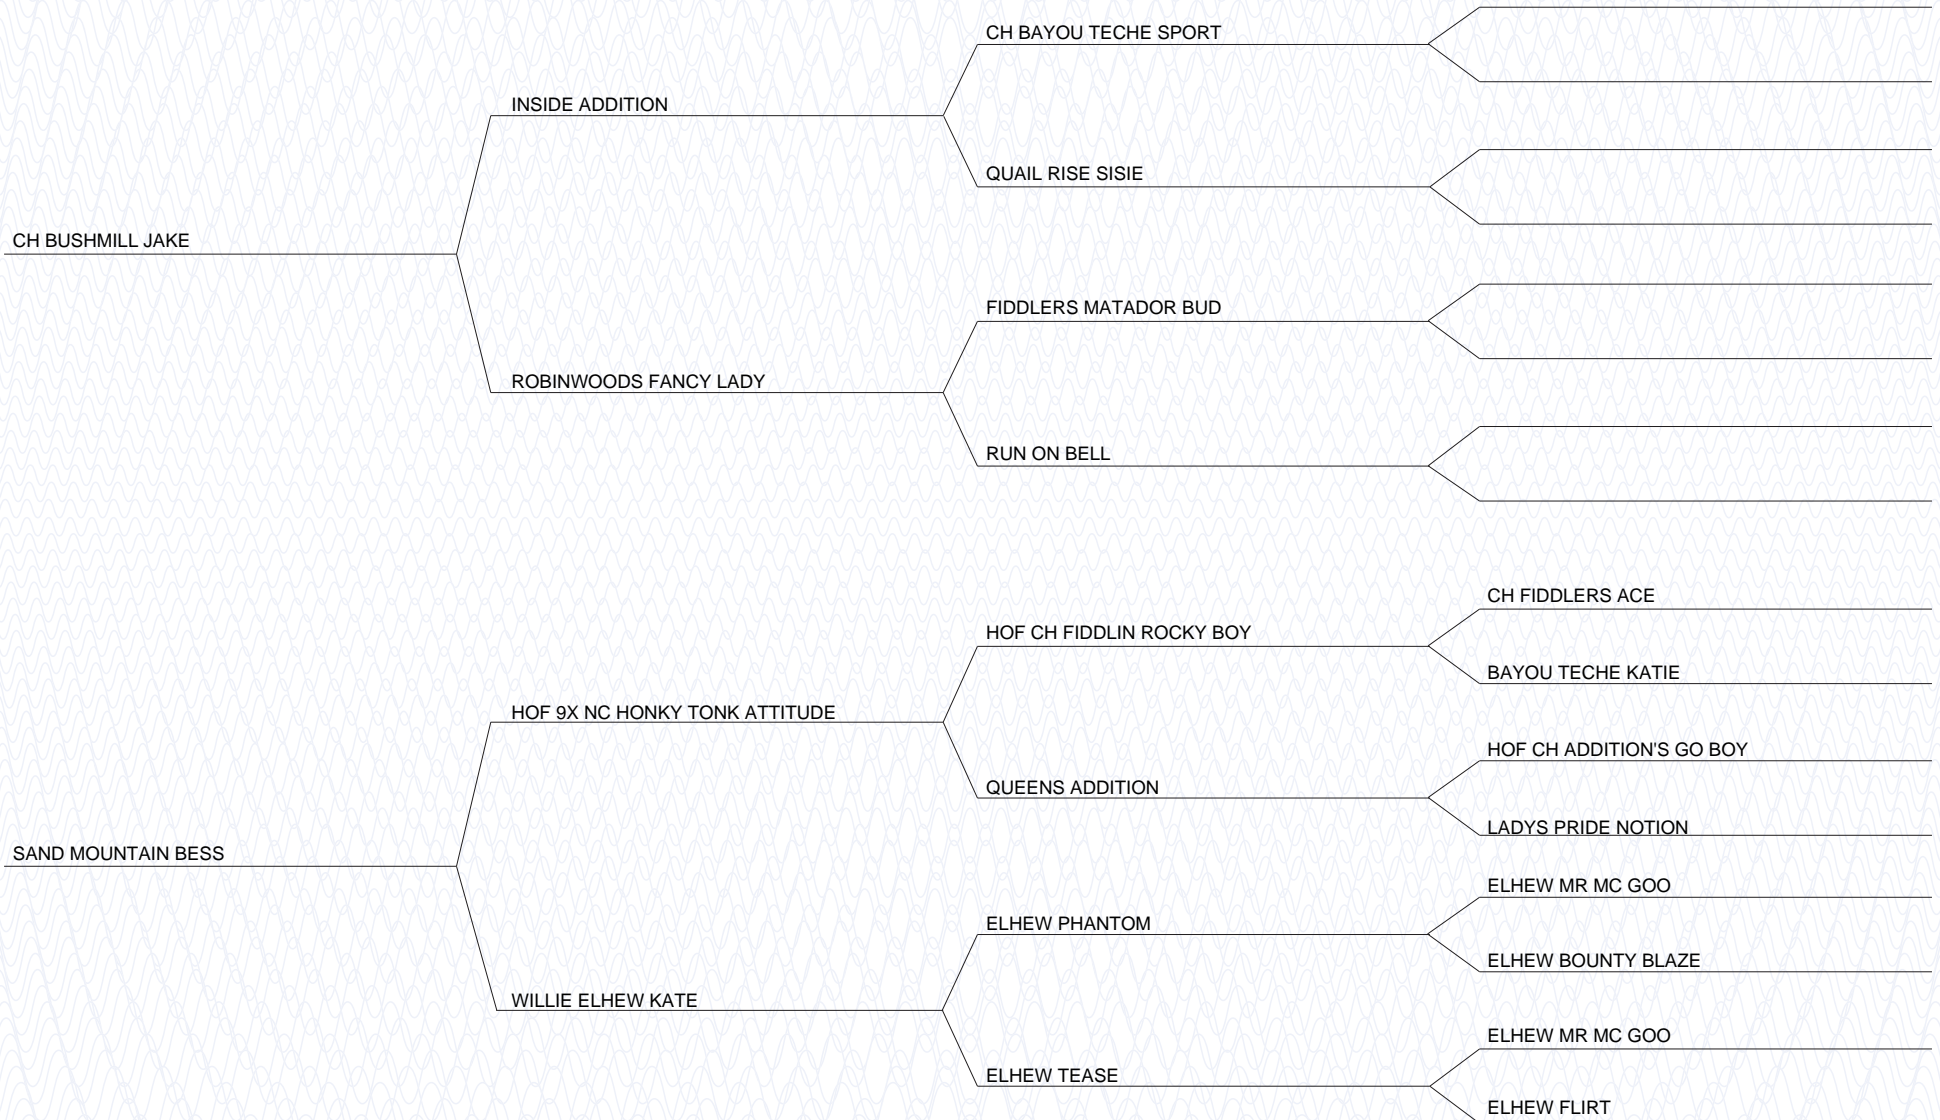 CH BAYOU TECHE SPORT
INSIDE ADDITION
QUAIL RISE SISIE
CH BUSHMILL JAKE
FIDDLERS MATADOR BUD
ROBINWOODS FANCY LADY
RUN ON BELL
CH FIDDLERS ACE
HOF CH FIDDLIN ROCKY BOY
BAYOU TECHE KATIE
HOF 9X NC HONKY TONK ATTITUDE
HOF CH ADDITION'S GO BOY
QUEENS ADDITION
LADYS PRIDE NOTION
SAND MOUNTAIN BESS
ELHEW MR MC GOO
ELHEW PHANTOM
ELHEW BOUNTY BLAZE
WILLIE ELHEW KATE
ELHEW MR MC GOO
ELHEW TEASE
ELHEW FLIRT